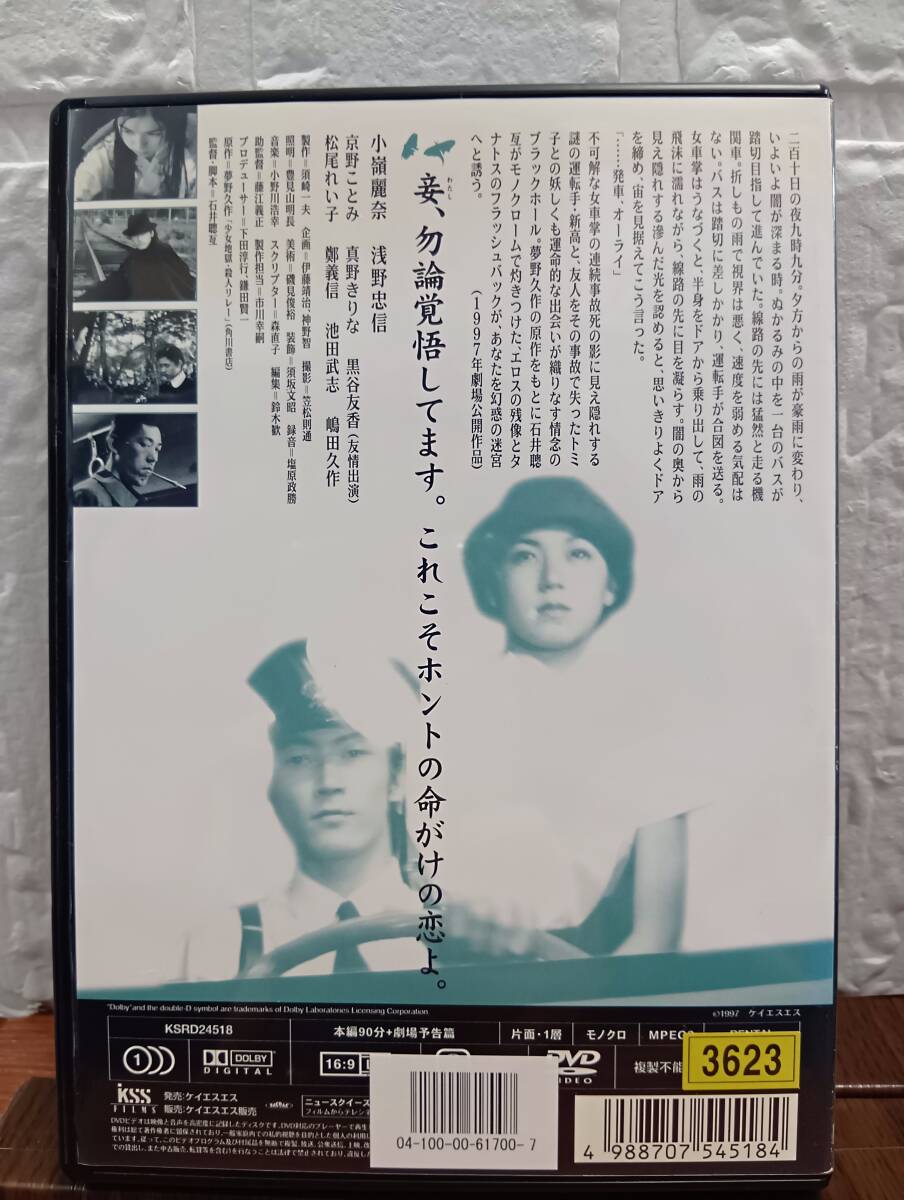 二百十日の夜九時九分。夕方からの雨が豪雨に変わり、
いよいよ闇が深まる時。ぬかるみの中を一台のバスが
踏切目指して進んでいた。線路の先には猛然と走る機
関車。折しもの雨で視界は悪く、速度を弱める気配は
ない。バスは踏切に差しかかり、運転手が合図を送る。
女車掌はうなづくと、半身をドアから乗り出して、雨の
飛沫に濡れながら、線路の先に目を凝らす。闇の奥から
見え隠れする滲んだ光を認めると、思いきりよくドア
を締め、宙を見据えてこう言った。
「……発車、オーライ」
不可解な女車掌の連続事故死の影に見え隠れする
謎の運転手・新高と、友人をその事故で失ったトミ
子との妖しくも運命的な出会いが織りなす情念の
ブラックホール。夢野久作の原作をもとに石井聰
互がモノクロームで灼きつけた、エロスの残像とタ
ナトスのフラッシュバックが、あなたを幻惑の迷宮
へと誘う。
(1997年劇場公開作品)
妾、勿論覚悟してます。これこそホントの命がけの恋よ。
わたし
小嶺麗奈 浅野忠信
京野ことみ 真野きりな 黒谷友香(友情出演)
松尾れい子 鄭義信 池田武志 嶋田久作
製作=須崎一夫 企画=伊藤靖治・神野智 撮影=笠松則通
照明=豊見山明長 美術=磯見俊裕 装飾=須坂文昭 録音=塩原政勝
音楽=小野川浩幸 スクリプター=森直子 編集=鈴木歓
助監督=藤江義正 製作担当=市川幸嗣
プロデューサー=下田淳行、鎌田賢一
原作=夢野久作「少女地獄・殺人リレー」(角川書店)
監督・脚本=石井聰互
"Dolby"and the double-D symbol are trademarks of Dolby Laboratories Licensing Corporation.
©1997 ケイエスエス
KSRD24518
本編90分+劇場予告篇
片面・1層
モノクロ
MPEG2
RENTAL
1
DOLBY DIGITAL
16:9
DVD VIDEO
複製不能
3623
KSS FILMS
発売:ケイエスエス
販売:ケイエスエス販売
ニュースクイーズ
フィルムからテレシネ
04-100-00-61700-7
4 988707 545184